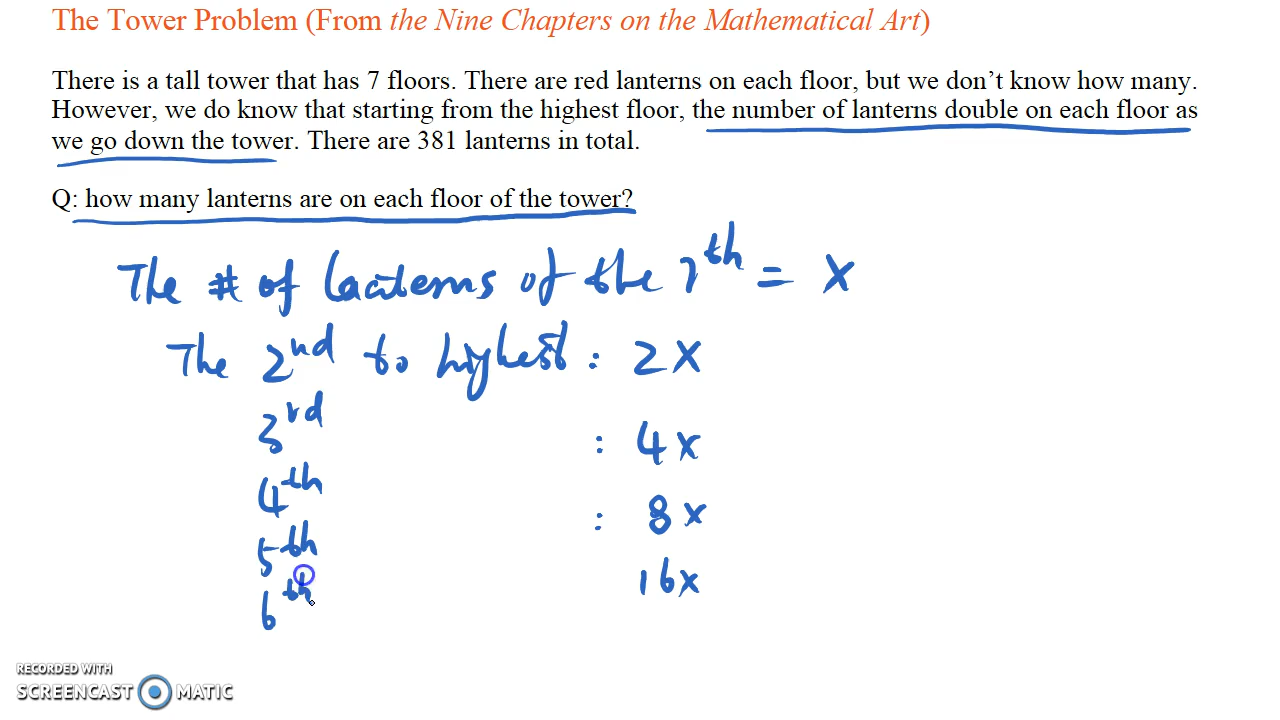 The Tower Problem (From the Nine Chapters on the Mathematical Art)
There is a tall tower that has 7 floors. There are red lanterns on each floor, but we don’t know how many.
However, we do know that starting from the highest floor, the number of lanterns double on each floor as
we go down the tower. There are 381 lanterns in total.
Q: how many lanterns are on each floor of the tower?
The # of lanterns of the 7th = x
The 2nd to highest : 2x
3rd : 4x
4th : 8x
5th 16x
6th
RECORDED WITH
SCREENCAST MATIC